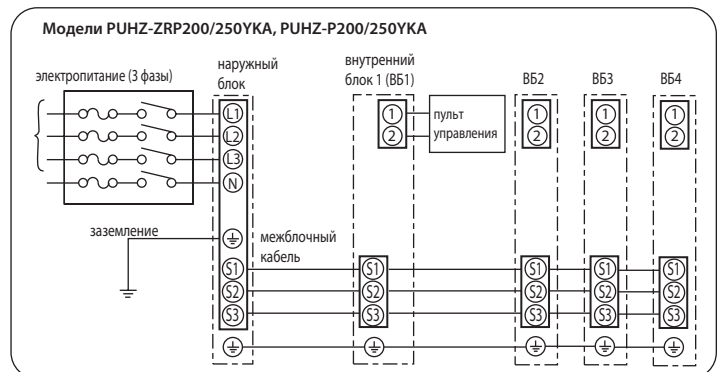 Модели PUHZ-ZRP200/250YKA, PUHZ-P200/250YKA
электропитание (3 фазы)
наружный
блок
внутренний
блок 1 (ВБ1)
ВБ2
ВБ3
ВБ4
L1
L2
L3
N
1
2
пульт
управления
1
2
1
2
1
2
заземление
межблочный
кабель
S1
S2
S3
S1
S2
S3
S1
S2
S3
S1
S2
S3
S1
S2
S3